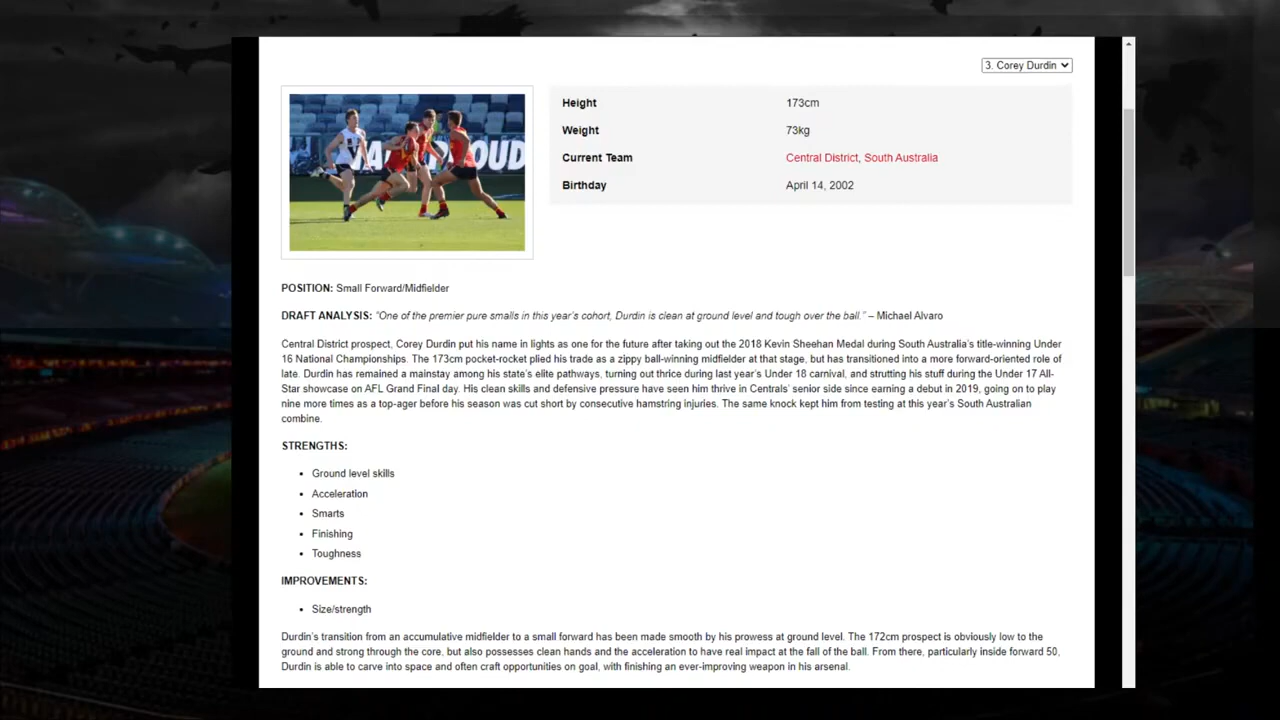 3. Corey Durdin
Height 173cm
Weight 73kg
Current Team Central District, South Australia
Birthday April 14, 2002
POSITION: Small Forward/Midfielder
DRAFT ANALYSIS: “One of the premier pure smalls in this year’s cohort, Durdin is clean at ground level and tough over the ball.” – Michael Alvaro
Central District prospect, Corey Durdin put his name in lights as one for the future after taking out the 2018 Kevin Sheehan Medal during South Australia’s title-winning Under
16 National Championships. The 173cm pocket-rocket plied his trade as a zippy ball-winning midfielder at that stage, but has transitioned into a more forward-oriented role of
late. Durdin has remained a mainstay among his state’s elite pathways, turning out thrice during last year’s Under 18 carnival, and strutting his stuff during the Under 17 All-
Star showcase on AFL Grand Final day. His clean skills and defensive pressure have seen him thrive in Centrals’ senior side since earning a debut in 2019, going on to play
nine more times as a top-ager before his season was cut short by consecutive hamstring injuries. The same knock kept him from testing at this year’s South Australian
combine.
STRENGTHS:
• Ground level skills
• Acceleration
• Smarts
• Finishing
• Toughness
IMPROVEMENTS:
• Size/strength
Durdin’s transition from an accumulative midfielder to a small forward has been made smooth by his prowess at ground level. The 172cm prospect is obviously low to the
ground and strong through the core, but also possesses clean hands and the acceleration to have real impact at the fall of the ball. From there, particularly inside forward 50,
Durdin is able to carve into space and often craft opportunities on goal, with finishing an ever-improving weapon in his arsenal.